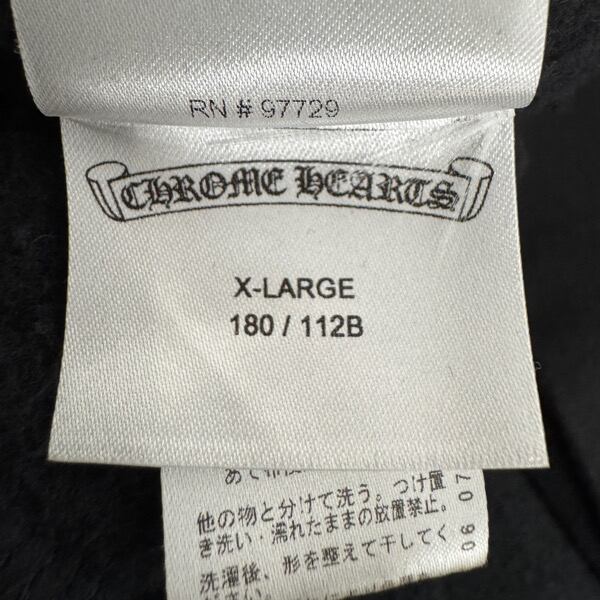 RN # 97729
CHROME HEARTS
X-LARGE
180 / 112B
他の物と分けて洗う。つけ置
き洗い・濡れたままの放置禁止。
洗濯後、形を整えて干してく
06 07